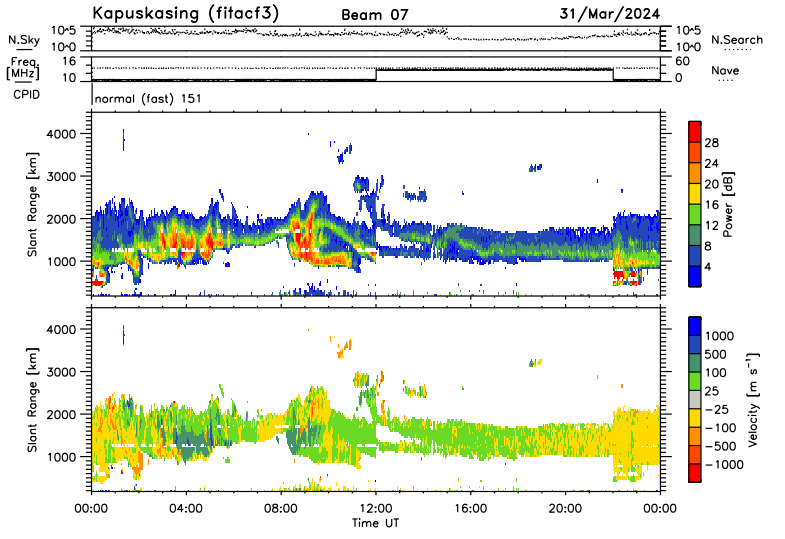 Kapuskasing (fitacf3) Beam 07 31/Mar/2024
N.Sky 10^5 10^0 10^5 10^0 N.Search
Freq. [MHz] 16 10 60 0 Nave
CPID normal (fast) 151
Slant Range [km]
4000
3000
2000
1000
28
24
20
16
12
8
4
Power [dB]
Slant Range [km]
4000
3000
2000
1000
1000
500
100
25
−25
−100
−500
−1000
Velocity [m s⁻¹]
00:00 04:00 08:00 12:00 16:00 20:00 00:00
Time UT